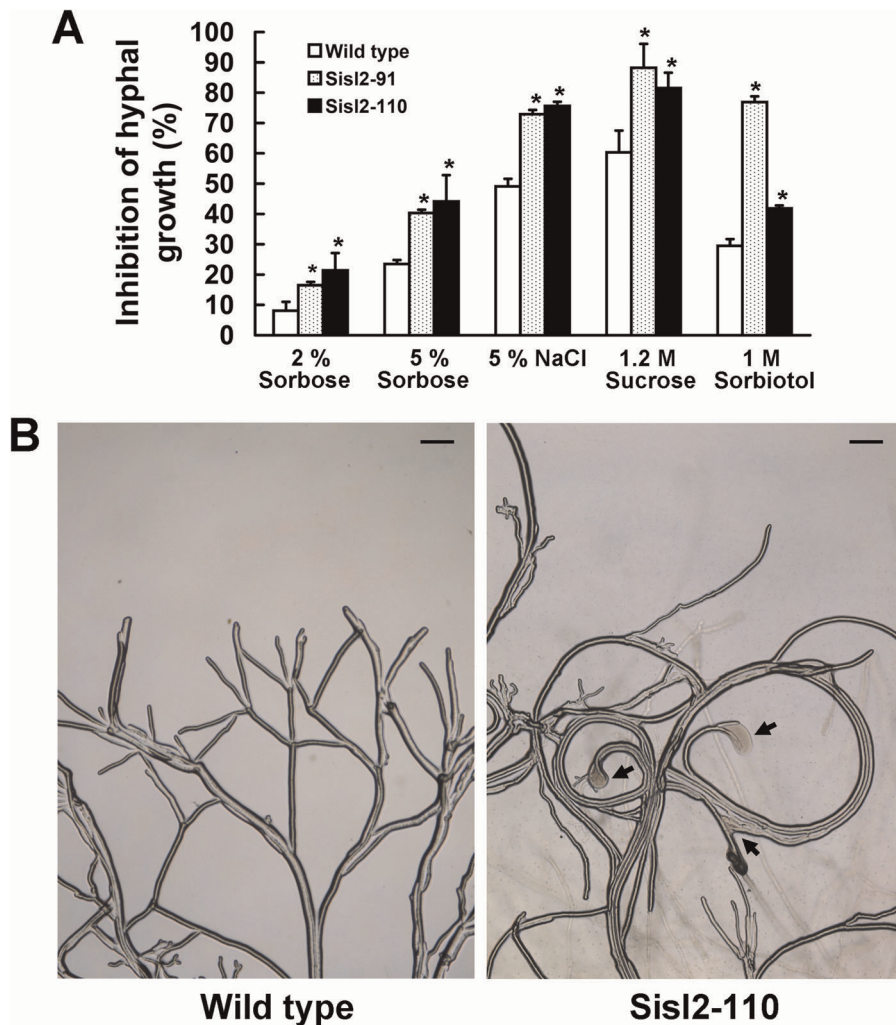 A
Inhibition of hyphal
growth (%)
100
90
80
70
60
50
40
30
20
10
0
Wild type
Sisl2-91
Sisl2-110
* * * * * * * * * *
2 % 5 % 5 % NaCl 1.2 M 1 M
Sorbose Sorbose Sucrose Sorbiotol
B
Wild type Sisl2-110